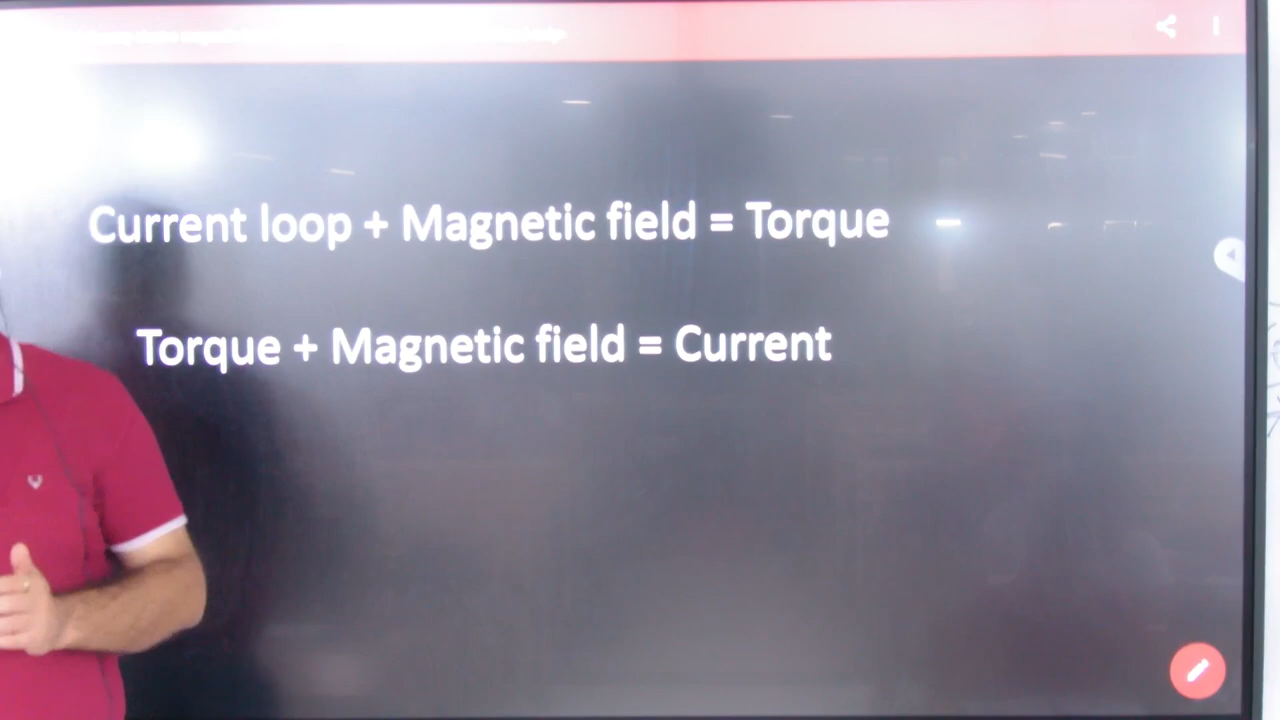 Current loop + Magnetic field = Torque
Torque + Magnetic field = Current